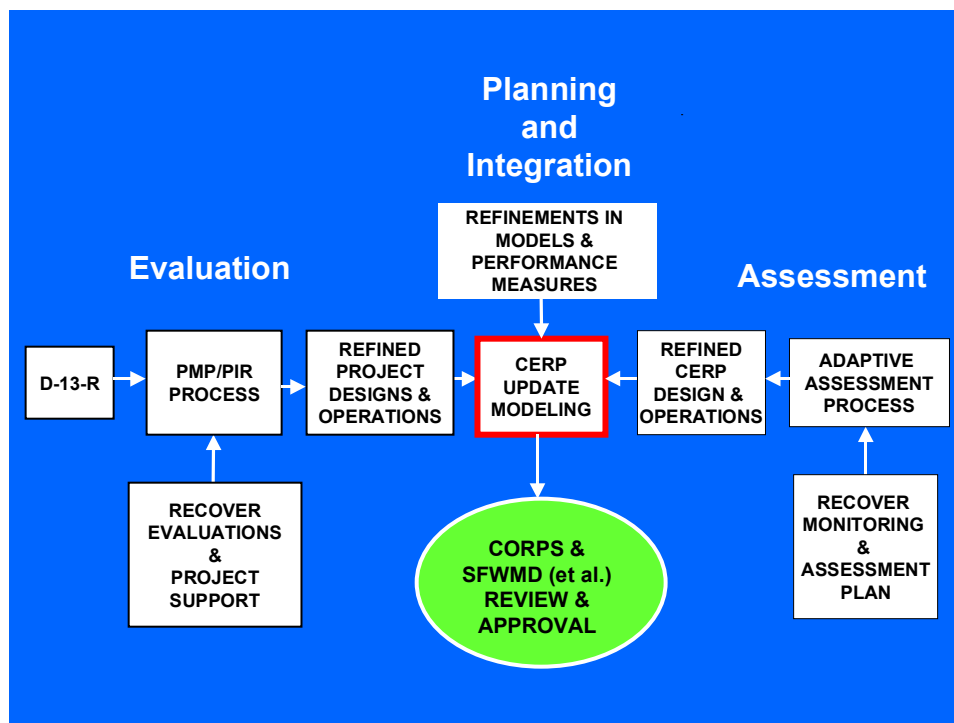 Planning
and
Integration
REFINEMENTS IN
MODELS &
PERFORMANCE
MEASURES
Evaluation
Assessment
D-13-R
PMP/PIR
PROCESS
REFINED
PROJECT
DESIGNS &
OPERATIONS
CERP
UPDATE
MODELING
REFINED
CERP
DESIGN &
OPERATIONS
ADAPTIVE
ASSESSMENT
PROCESS
RECOVER
EVALUATIONS
&
PROJECT
SUPPORT
CORPS &
SFWMD (et al.)
REVIEW &
APPROVAL
RECOVER
MONITORING
&
ASSESSMENT
PLAN